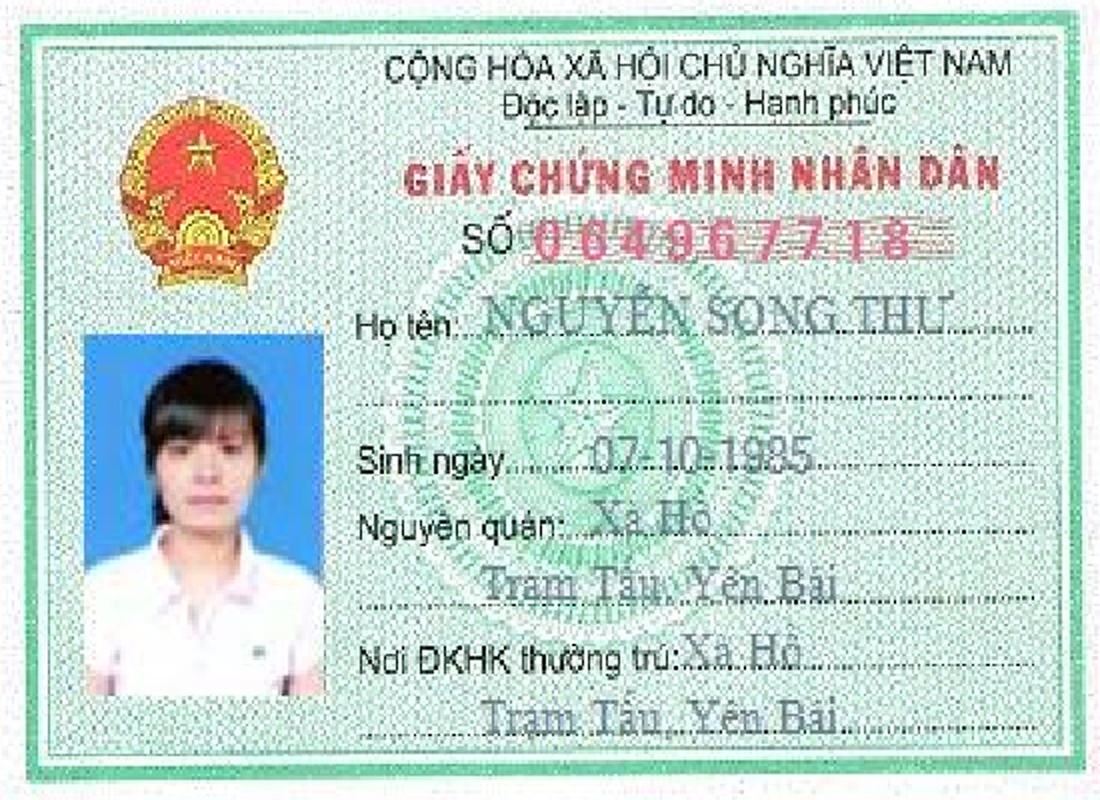 CỘNG HÒA XÃ HỘI CHỦ NGHĨA VIỆT NAM
Độc lập - Tự do - Hạnh phúc
GIẤY CHỨNG MINH NHÂN DÂN
SỐ 064967718
Họ tên: NGUYỄN SONG THƯ
Sinh ngày 07-10-1985
Nguyên quán: Xà Hồ
Trạm Tấu, Yên Bái
Nơi ĐKHK thường trú: Xà Hồ
Trạm Tấu, Yên Bái